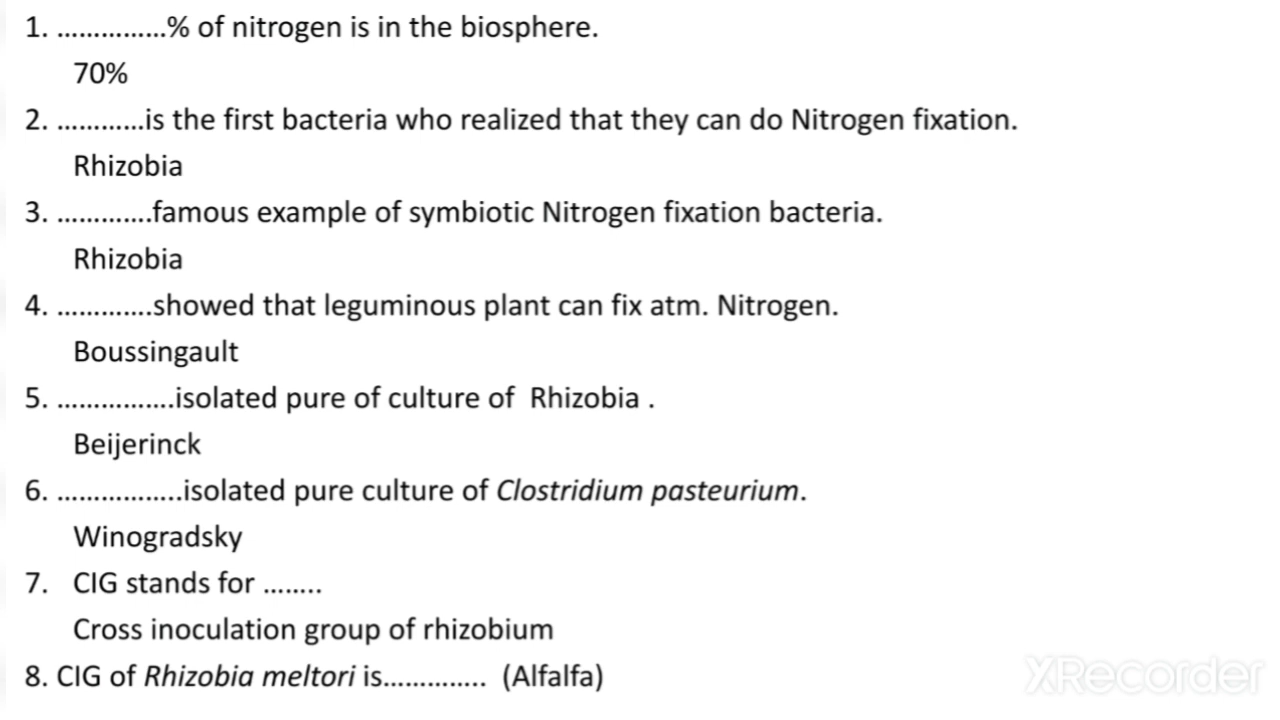 1. ...............% of nitrogen is in the biosphere.
70%
2. ............is the first bacteria who realized that they can do Nitrogen fixation.
Rhizobia
3. .............famous example of symbiotic Nitrogen fixation bacteria.
Rhizobia
4. .............showed that leguminous plant can fix atm. Nitrogen.
Boussingault
5. ................isolated pure of culture of Rhizobia .
Beijerinck
6. .................isolated pure culture of Clostridium pasteurium.
Winogradsky
7. CIG stands for ........
Cross inoculation group of rhizobium
8. CIG of Rhizobia meltori is.............. (Alfalfa)
XRecorder